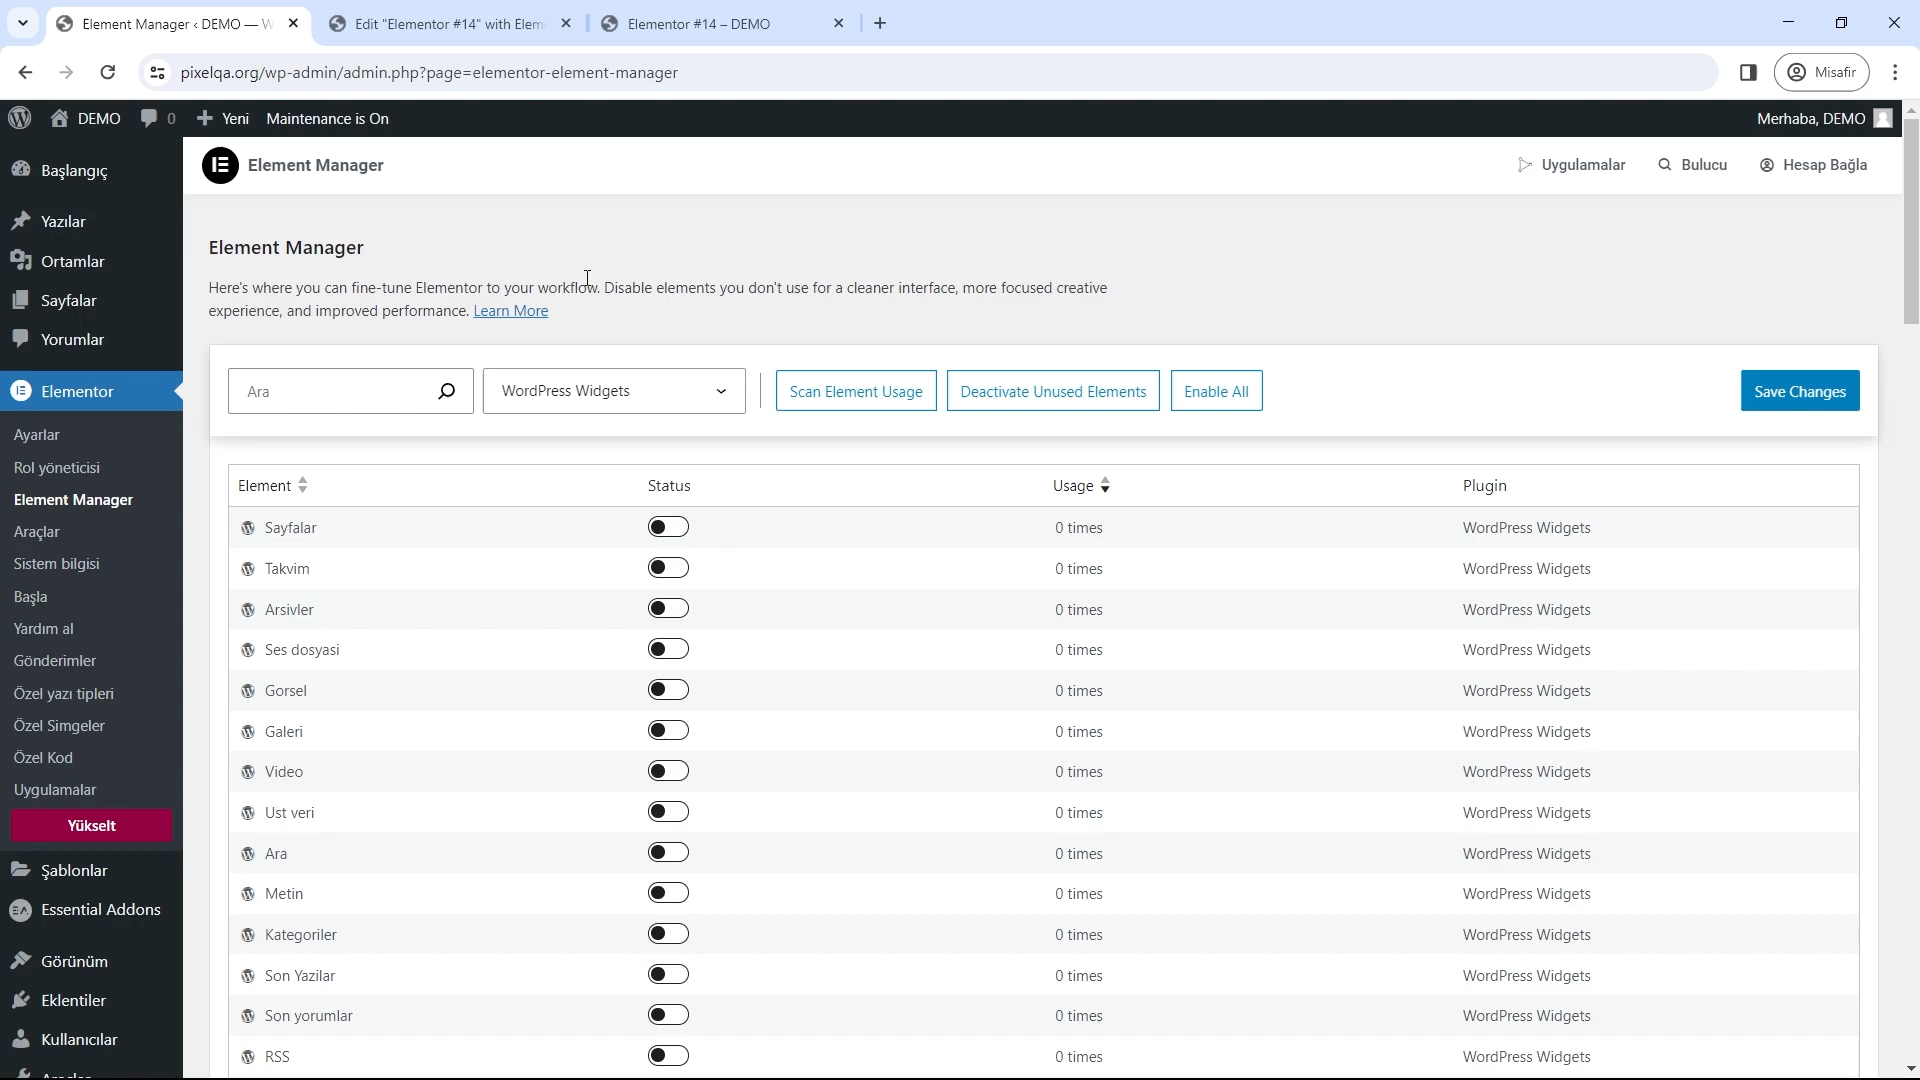 Element Manager ‹ DEMO — W
Edit "Elementor #14" with Elem
Elementor #14 – DEMO
pixelqa.org/wp-admin/admin.php?page=elementor-element-manager
Misafir
DEMO
0
Yeni
Maintenance is On
Merhaba, DEMO
Başlangıç
Yazılar
Ortamlar
Sayfalar
Yorumlar
Elementor
Ayarlar
Rol yöneticisi
Element Manager
Araçlar
Sistem bilgisi
Başla
Yardım al
Gönderimler
Özel yazı tipleri
Özel Simgeler
Özel Kod
Uygulamalar
Yükselt
Şablonlar
Essential Addons
Görünüm
Eklentiler
Kullanıcılar
Element Manager
Uygulamalar
Bulucu
Hesap Bağla
Element Manager
Here's where you can fine-tune Elementor to your workflow. Disable elements you don't use for a cleaner interface, more focused creative
experience, and improved performance. Learn More
Ara
WordPress Widgets
Scan Element Usage
Deactivate Unused Elements
Enable All
Save Changes
Element Status Usage Plugin
Sayfalar 0 times WordPress Widgets
Takvim 0 times WordPress Widgets
Arsivler 0 times WordPress Widgets
Ses dosyasi 0 times WordPress Widgets
Gorsel 0 times WordPress Widgets
Galeri 0 times WordPress Widgets
Video 0 times WordPress Widgets
Ust veri 0 times WordPress Widgets
Ara 0 times WordPress Widgets
Metin 0 times WordPress Widgets
Kategoriler 0 times WordPress Widgets
Son Yazilar 0 times WordPress Widgets
Son yorumlar 0 times WordPress Widgets
RSS 0 times WordPress Widgets